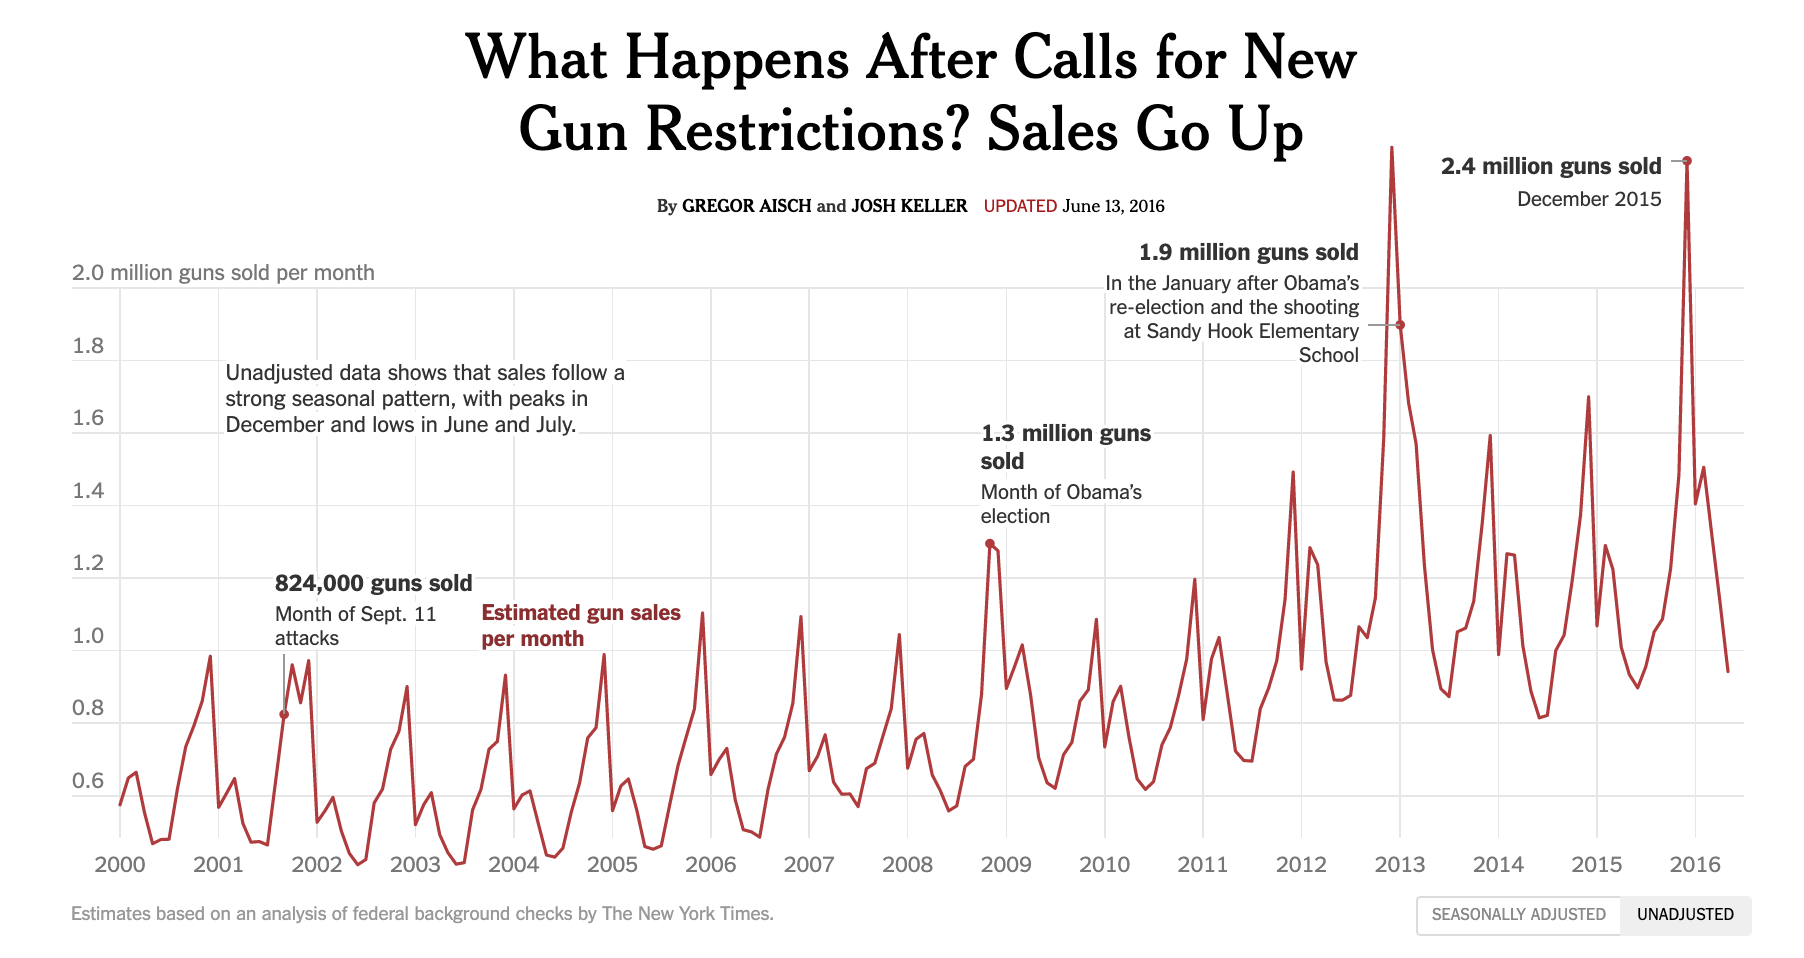 What Happens After Calls for New
Gun Restrictions? Sales Go Up
By GREGOR AISCH and JOSH KELLER UPDATED June 13, 2016
2.4 million guns sold
December 2015
1.9 million guns sold
In the January after Obama’s
re-election and the shooting
at Sandy Hook Elementary
School
2.0 million guns sold per month
1.8
1.6
1.4
1.2
1.0
0.8
0.6
Unadjusted data shows that sales follow a
strong seasonal pattern, with peaks in
December and lows in June and July.
1.3 million guns
sold
Month of Obama’s
election
824,000 guns sold
Month of Sept. 11
attacks
Estimated gun sales
per month
2000 2001 2002 2003 2004 2005 2006 2007 2008 2009 2010 2011 2012 2013 2014 2015 2016
Estimates based on an analysis of federal background checks by The New York Times.
SEASONALLY ADJUSTED UNADJUSTED